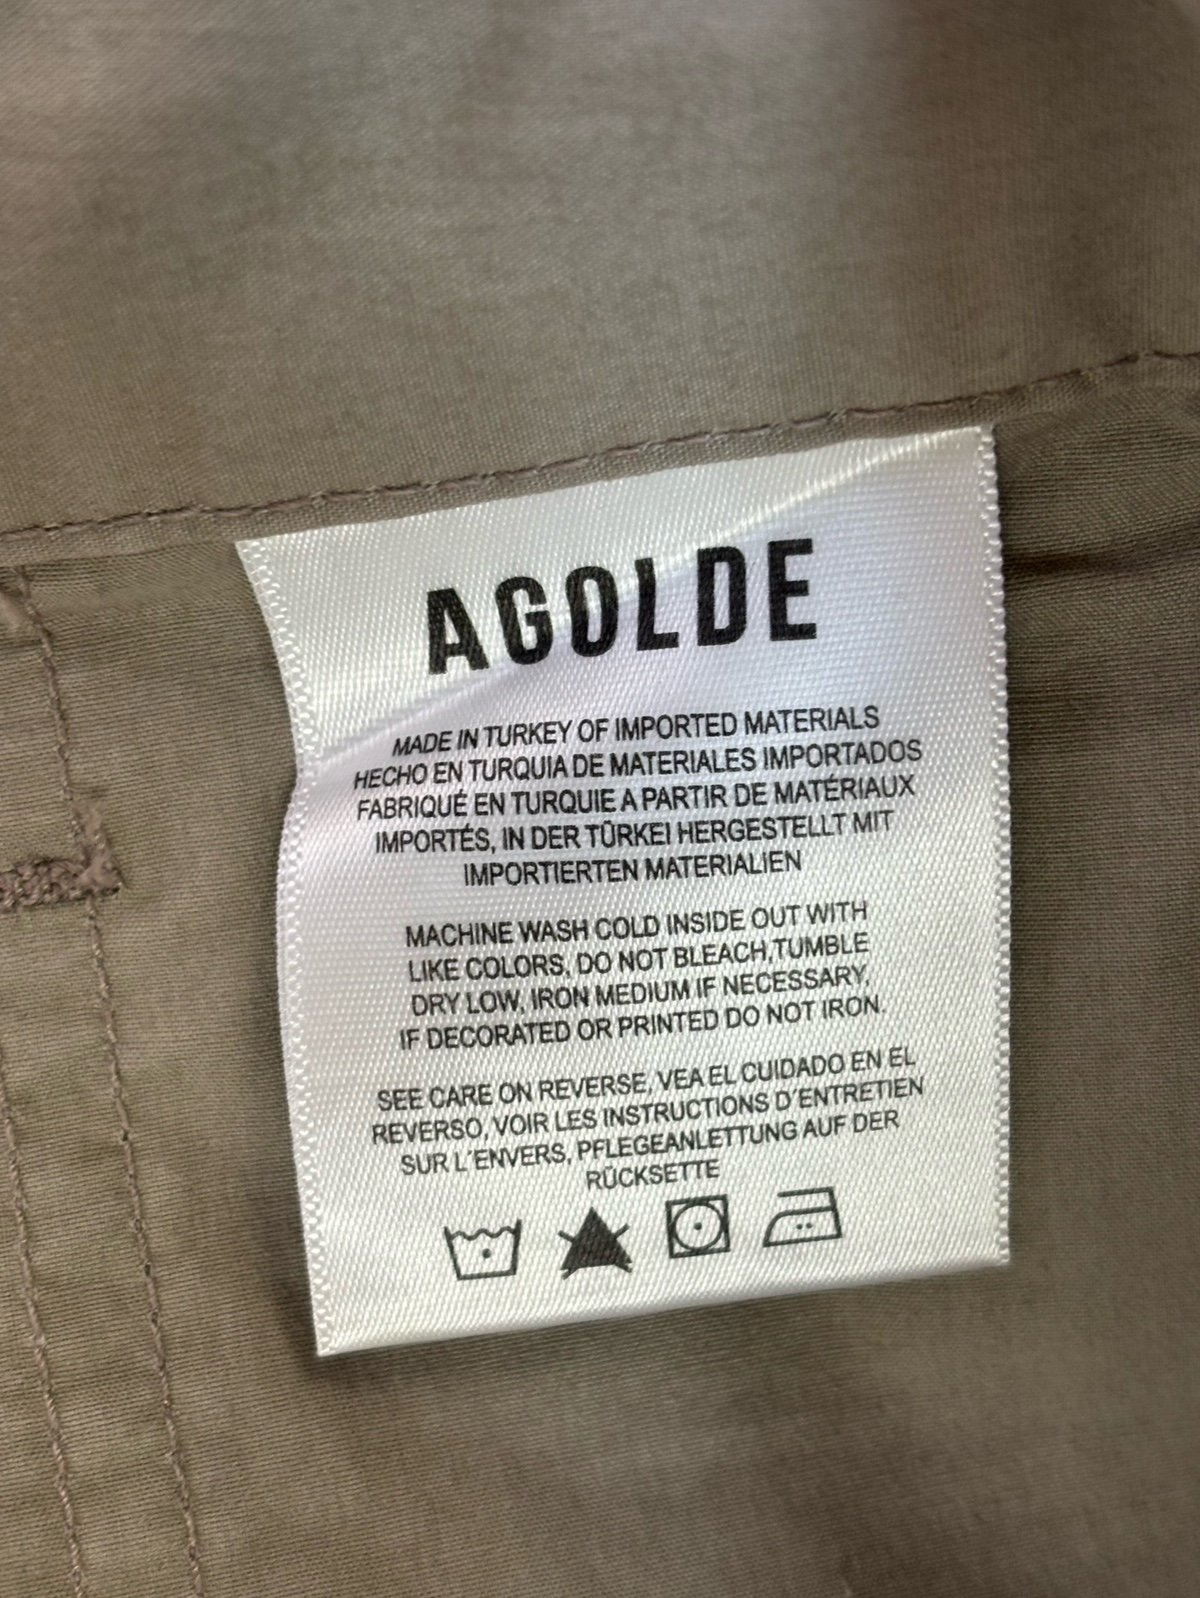 AGOLDE
MADE IN TURKEY OF IMPORTED MATERIALS
HECHO EN TURQUIA DE MATERIALES IMPORTADOS
FABRIQUÉ EN TURQUIE A PARTIR DE MATÉRIAUX
IMPORTÉS, IN DER TÜRKEI HERGESTELLT MIT
IMPORTIERTEN MATERIALIEN
MACHINE WASH COLD INSIDE OUT WITH
LIKE COLORS, DO NOT BLEACH,TUMBLE
DRY LOW, IRON MEDIUM IF NECESSARY,
IF DECORATED OR PRINTED DO NOT IRON.
SEE CARE ON REVERSE, VEA EL CUIDADO EN EL
REVERSO, VOIR LES INSTRUCTIONS D'ENTRETIEN
SUR L'ENVERS, PFLEGEANLETTUNG AUF DER
RÜCKSETTE